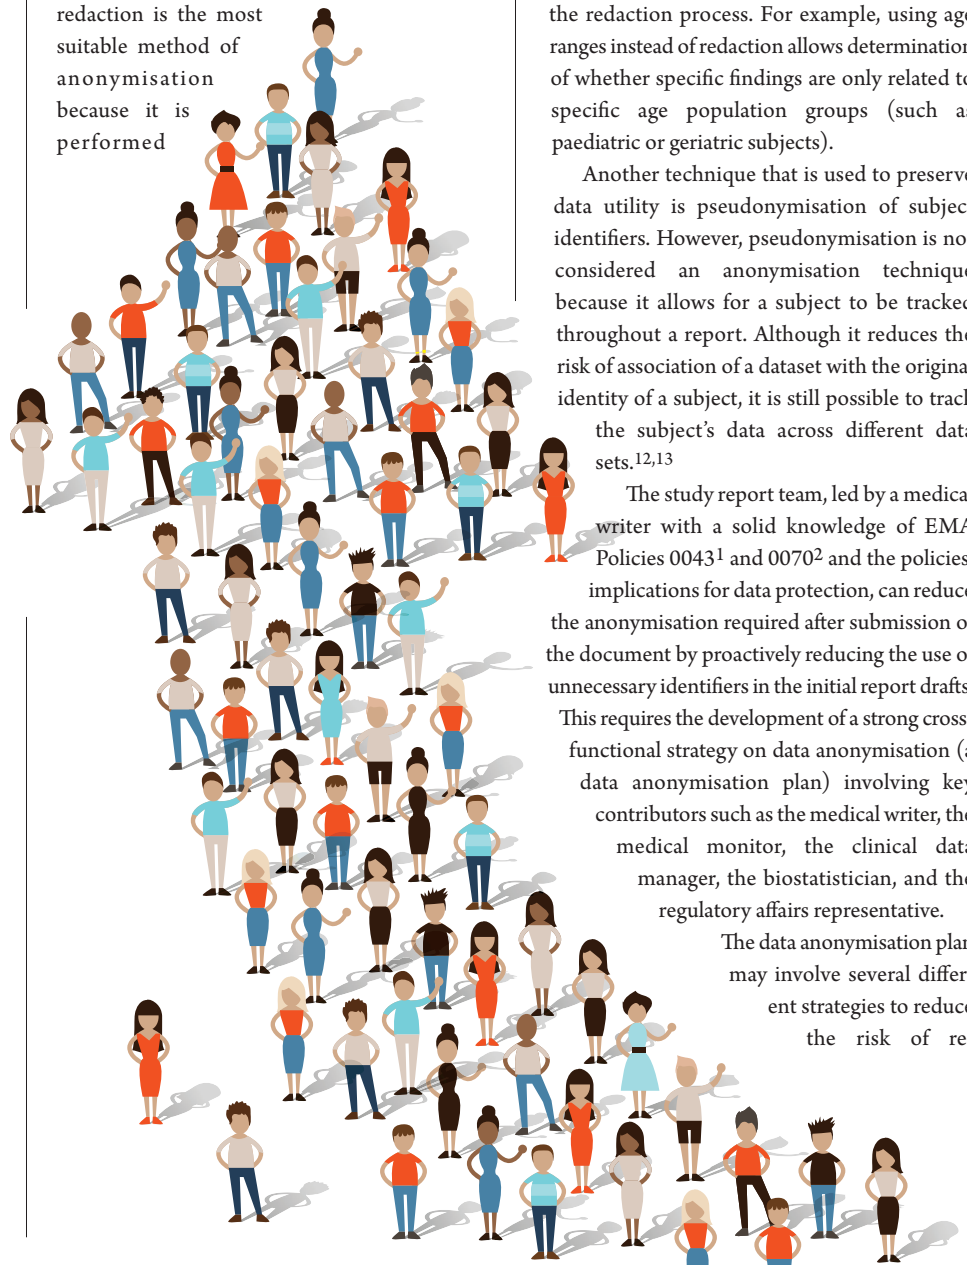 redaction is the most
suitable method of
anonymisation
because it is
performed
the redaction process. For example, using age
ranges instead of redaction allows determination
of whether specific findings are only related to
specific age population groups (such as
paediatric or geriatric subjects).
Another technique that is used to preserve
data utility is pseudonymisation of subject
identifiers. However, pseudonymisation is not
considered an anonymisation technique
because it allows for a subject to be tracked
throughout a report. Although it reduces the
risk of association of a dataset with the original
identity of a subject, it is still possible to track
the subject's data across different data
sets.12,13
The study report team, led by a medical
writer with a solid knowledge of EMA
Policies 00431 and 00702 and the policies'
implications for data protection, can reduce
the anonymisation required after submission of
the document by proactively reducing the use of
unnecessary identifiers in the initial report drafts.
This requires the development of a strong cross-
functional strategy on data anonymisation (a
data anonymisation plan) involving key
contributors such as the medical writer, the
medical monitor, the clinical data
manager, the biostatistician, and the
regulatory affairs representative.
The data anonymisation plan
may involve several differ-
ent strategies to reduce
the risk of re-